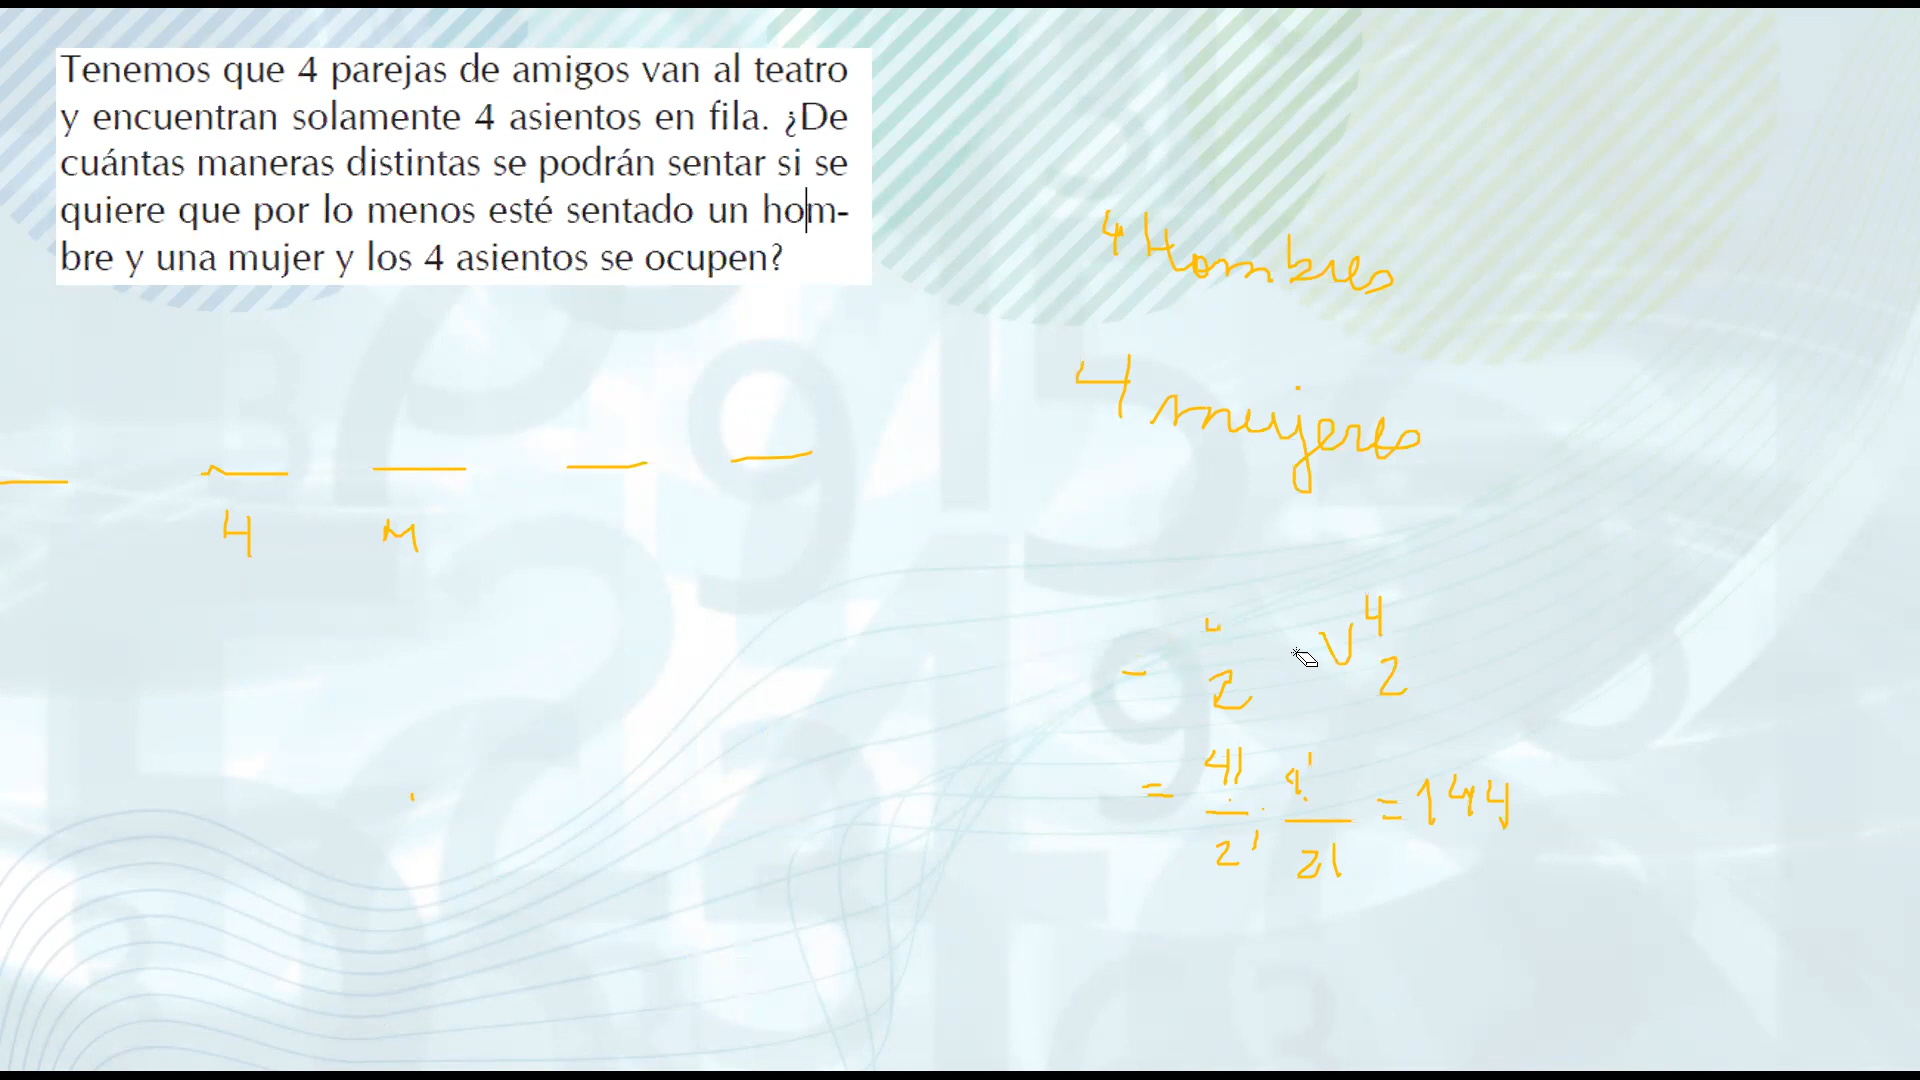 Tenemos que 4 parejas de amigos van al teatro
y encuentran solamente 4 asientos en fila. ¿De
cuántas maneras distintas se podrán sentar si se
quiere que por lo menos esté sentado un hom-
bre y una mujer y los 4 asientos se ocupen?
4 Hombres
4 mujeres
H M
2 V 4 2
= 4! / 2! · 4! / 2! = 144